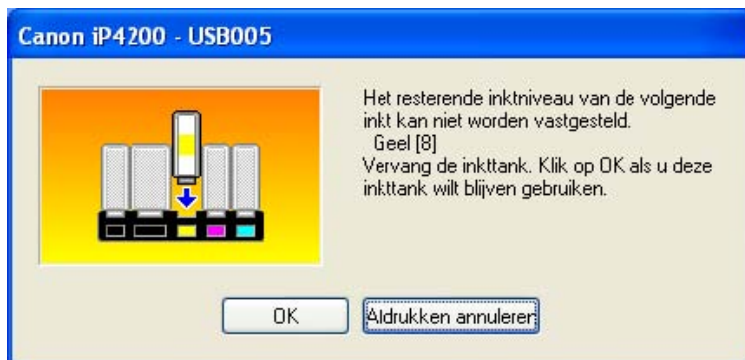 Canon iP4200 - USB005
Het resterende inktniveau van de volgende
inkt kan niet worden vastgesteld.
Geel [8]
Vervang de inkttank. Klik op OK als u deze
inkttank wilt blijven gebruiken.
OK
Afdrukken annuleren